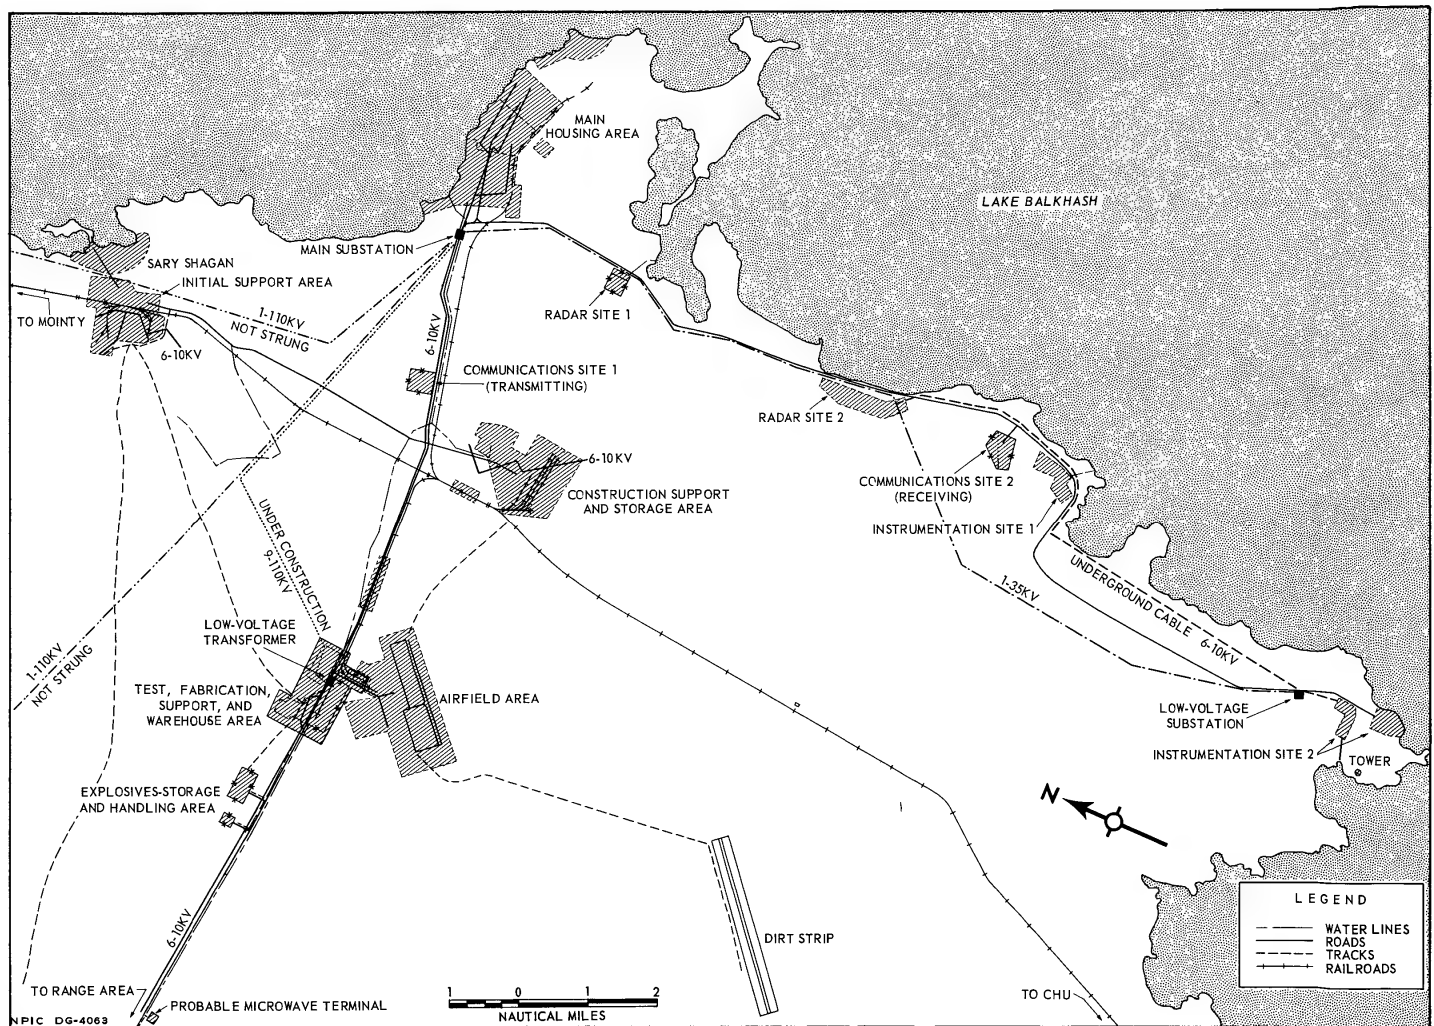 MAIN
HOUSING AREA
LAKE BALKHASH
MAIN SUBSTATION
SARY SHAGAN
INITIAL SUPPORT AREA
TO MOINTY
1-110KV
NOT STRUNG
6-10KV
6-10KV
RADAR SITE 1
COMMUNICATIONS SITE 1
(TRANSMITTING)
RADAR SITE 2
6-10KV
CONSTRUCTION SUPPORT
AND STORAGE AREA
COMMUNICATIONS SITE 2
(RECEIVING)
INSTRUMENTATION SITE 1
UNDER CONSTRUCTION
9-110KV
UNDERGROUND CABLE 6-10KV
1-35KV
LOW-VOLTAGE
TRANSFORMER
1-110KV
NOT STRUNG
TEST, FABRICATION,
SUPPORT, AND
WAREHOUSE AREA
AIRFIELD AREA
LOW-VOLTAGE
SUBSTATION
INSTRUMENTATION SITE 2
TOWER
EXPLOSIVES-STORAGE
AND HANDLING AREA
N
6-10KV
DIRT STRIP
LEGEND
WATER LINES
ROADS
TRACKS
RAILROADS
TO RANGE AREA
PROBABLE MICROWAVE TERMINAL
1 0 1 2
NAUTICAL MILES
TO CHU
NPIC DG-4063